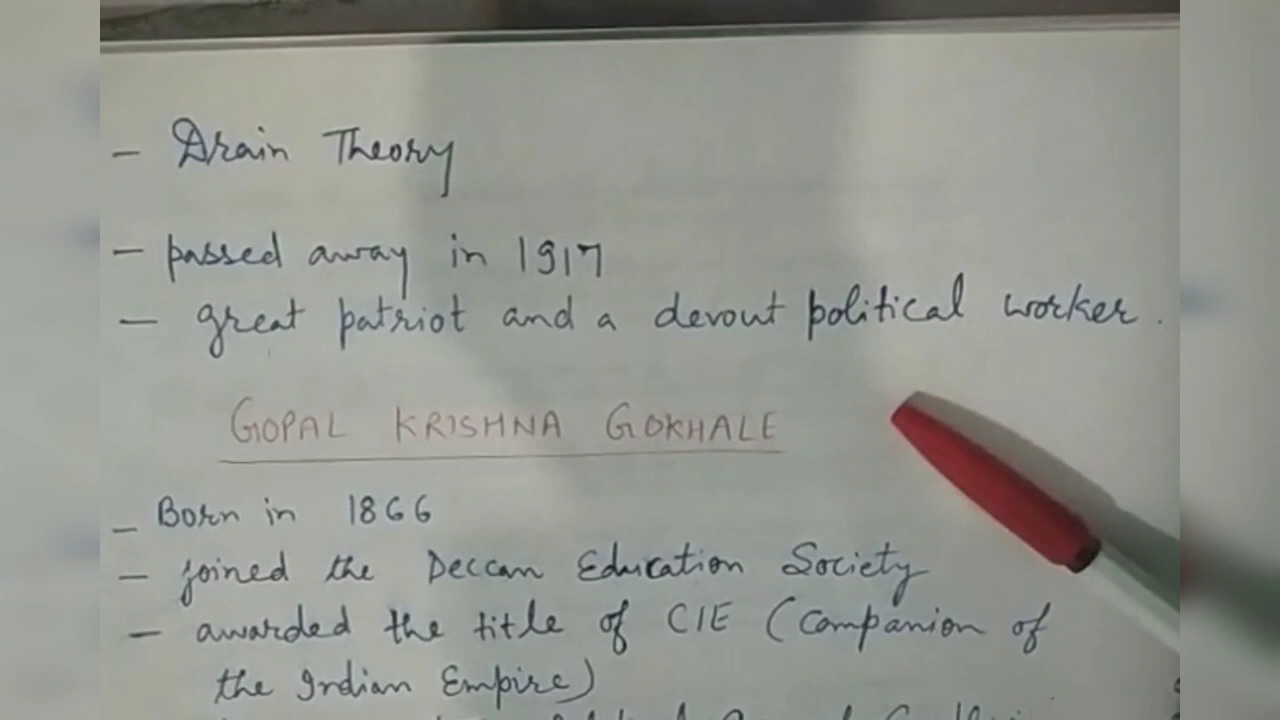 - Drain Theory
- passed away in 1917
- great patriot and a devout political worker.
GOPAL KRISHNA GOKHALE
- Born in 1866
- joined the Deccan Education Society
- awarded the title of CIE (Companion of
the Indian Empire)